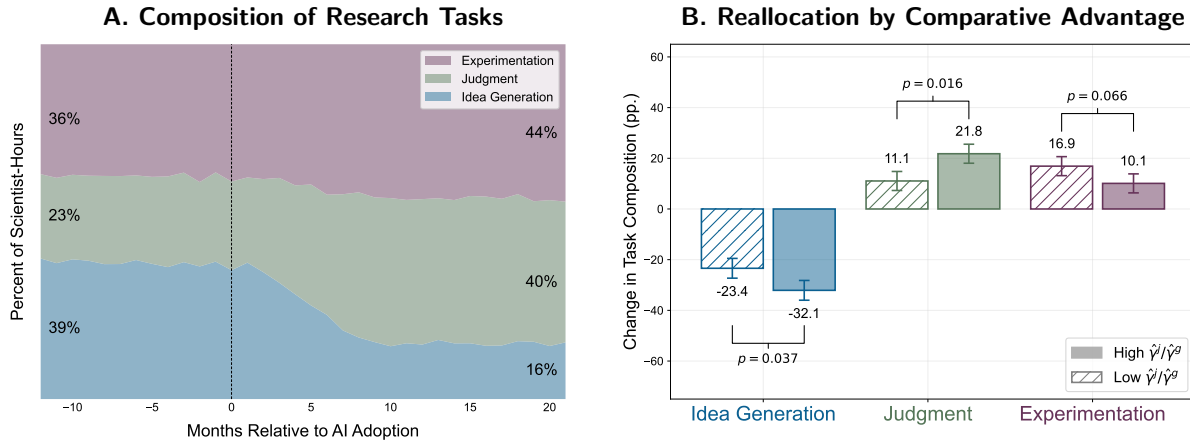 A. Composition of Research Tasks
Percent of Scientist-Hours
Experimentation
Judgment
Idea Generation
36%
44%
23%
40%
39%
16%
−10
−5
0
5
10
15
20
Months Relative to AI Adoption
B. Reallocation by Comparative Advantage
Change in Task Composition (pp.)
60
40
20
0
−20
−40
−60
p = 0.016
p = 0.066
21.8
11.1
16.9
10.1
-23.4
-32.1
p = 0.037
High γ̂ʲ/γ̂ᵍ
Low γ̂ʲ/γ̂ᵍ
Idea Generation
Judgment
Experimentation